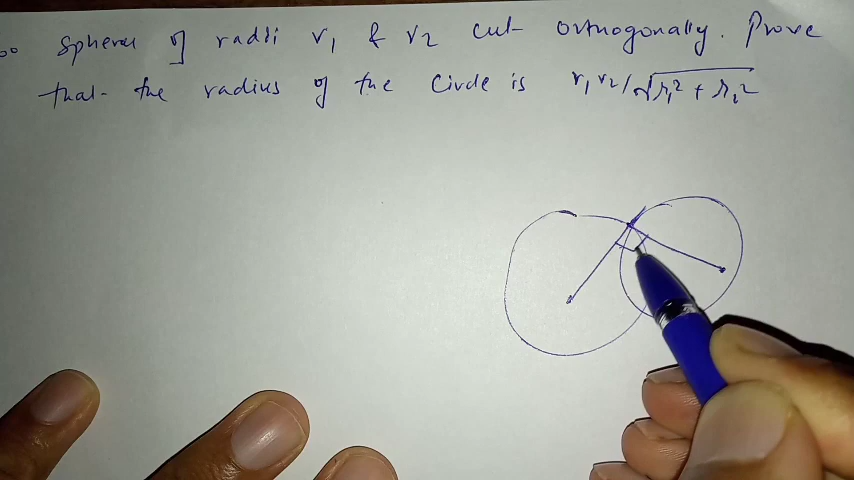 Spheres of radii r₁ & r₂ cut orthogonally. Prove
that the radius of the Circle is r₁r₂/√r₁² + r₂²